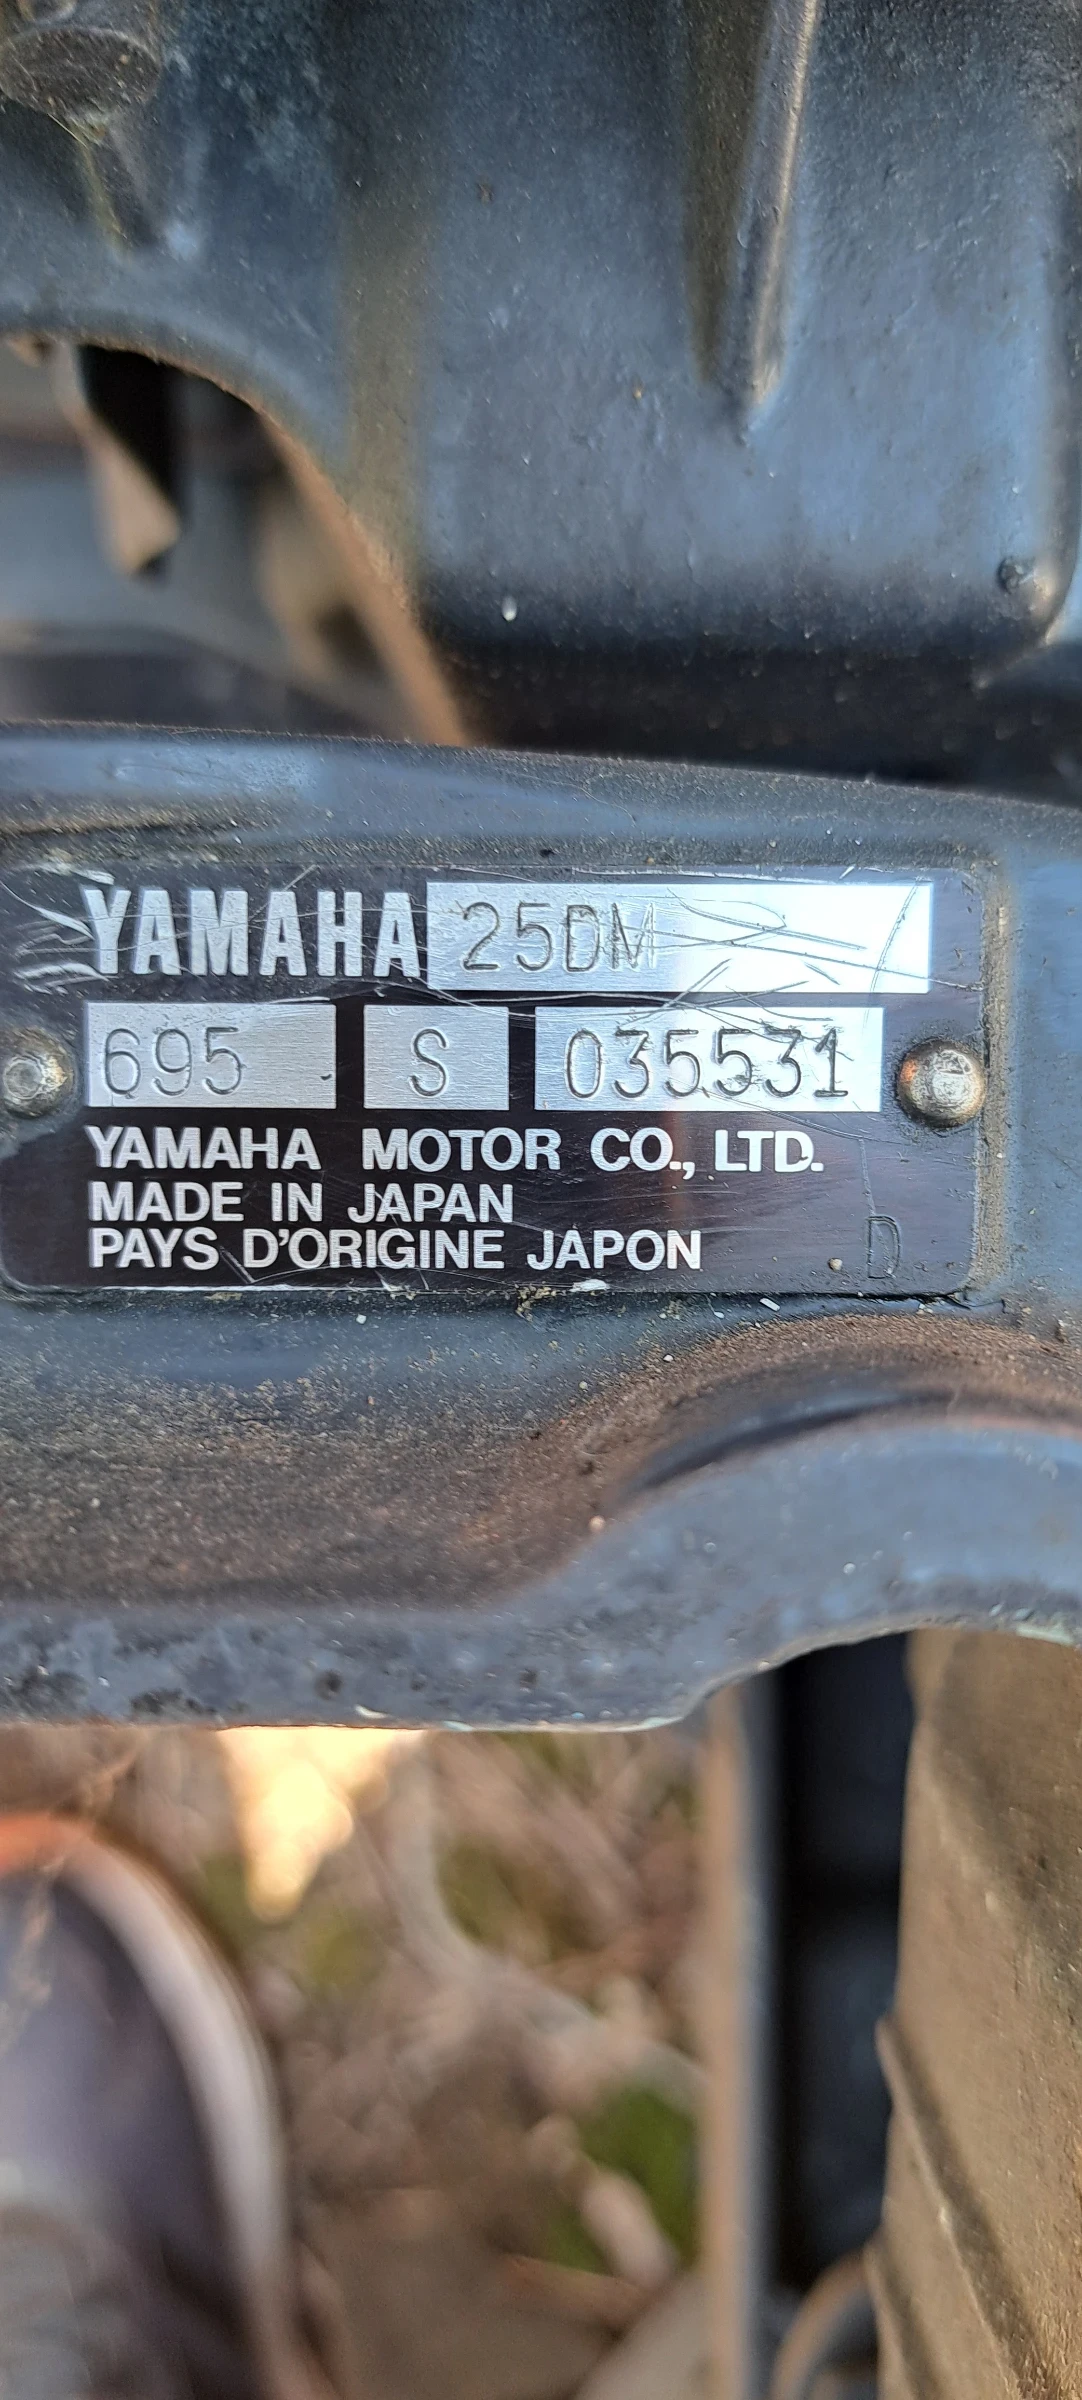 YAMAHA 25DM
695 S 035531
YAMAHA MOTOR CO., LTD.
MADE IN JAPAN
PAYS D'ORIGINE JAPON
D